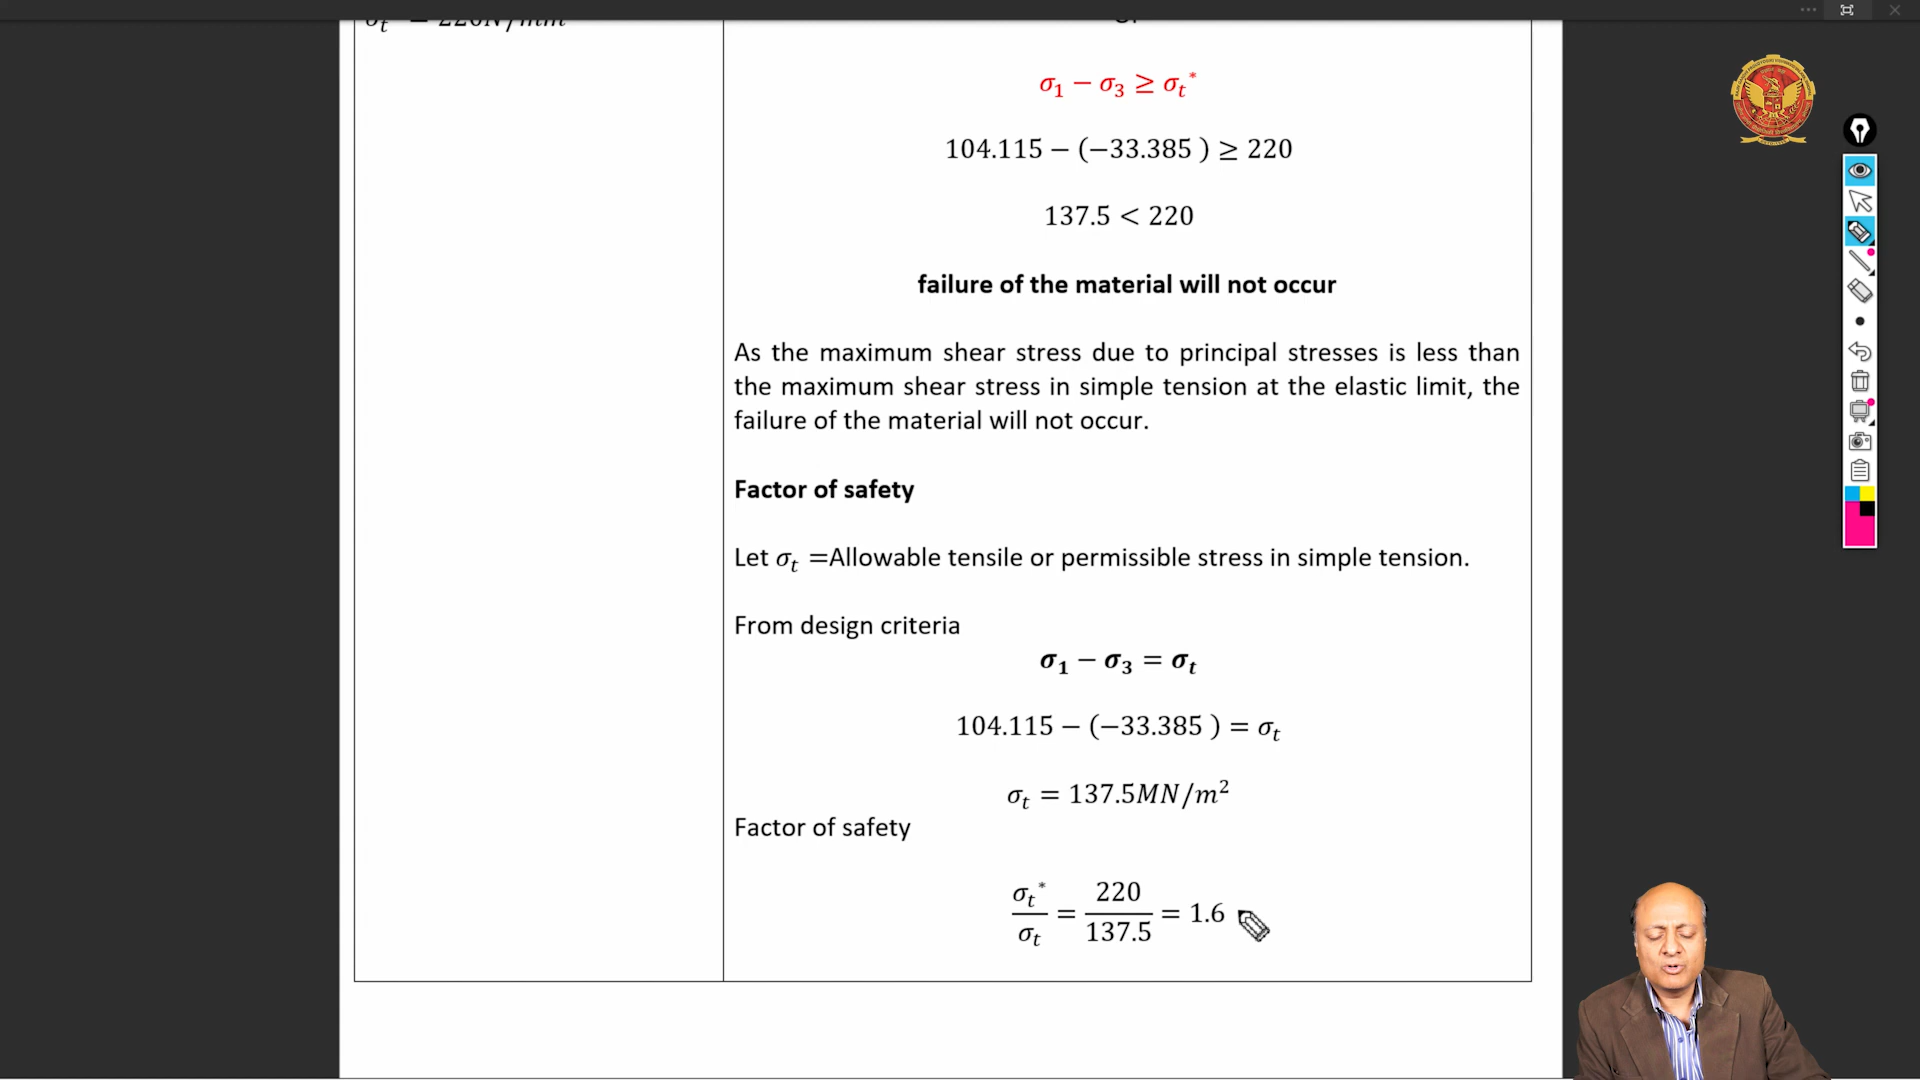 σₜ* = 220N/mm
Or
σ₁ − σ₃ ≥ σₜ*
104.115 − (−33.385 ) ≥ 220
137.5 < 220
failure of the material will not occur
As the maximum shear stress due to principal stresses is less than
the maximum shear stress in simple tension at the elastic limit, the
failure of the material will not occur.
Factor of safety
Let σₜ =Allowable tensile or permissible stress in simple tension.
From design criteria
σ₁ − σ₃ = σₜ
104.115 − (−33.385 ) = σₜ
σₜ = 137.5MN/m²
Factor of safety
σₜ*/σₜ = 220/137.5 = 1.6